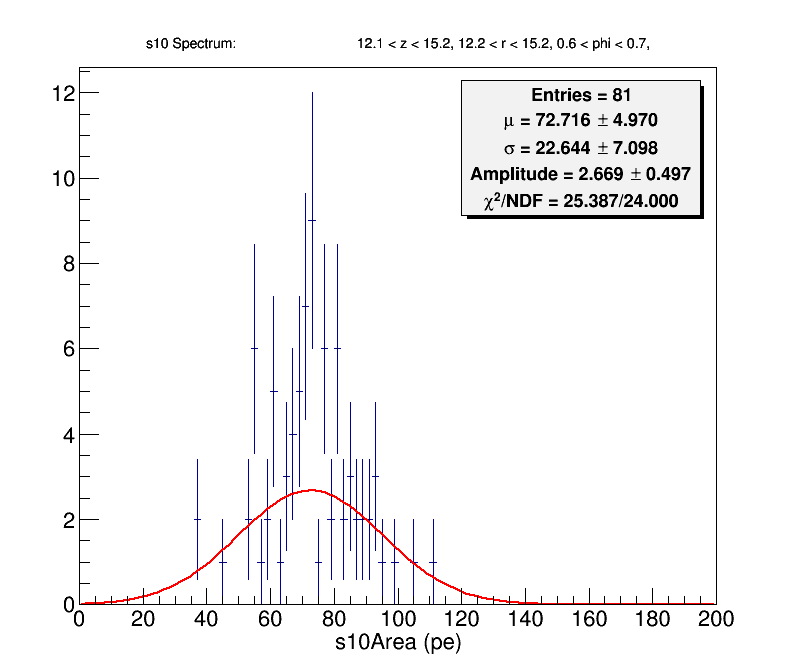 s10 Spectrum: 12.1 < z < 15.2, 12.2 < r < 15.2, 0.6 < phi < 0.7,
Entries = 81
μ = 72.716 ± 4.970
σ = 22.644 ± 7.098
Amplitude = 2.669 ± 0.497
χ²/NDF = 25.387/24.000
12
10
8
6
4
2
0
0 20 40 60 80 100 120 140 160 180 200
s10Area (pe)